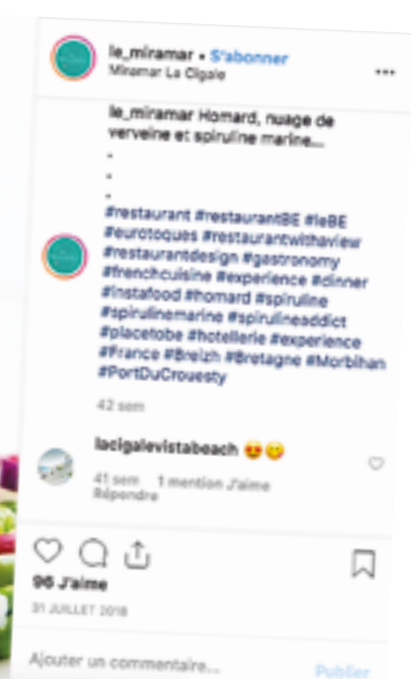 le_miramar • S'abonner
Miramar La Cigale
...
le_miramar Homard, nuage de
verveine et spiruline marine...
.
.
.
#restaurant #restaurantBE #leBE
#eurotoques #restaurantwithaview
#restaurantdesign #gastronomy
#frenchcuisine #experience #dinner
#instafood #homard #spiruline
#spirulinemarine #spirulineaddict
#placetobe #hotellerie #experience
#France #Breizh #Bretagne #Morbihan
#PortDuCrouesty
42 sem
lacigalevistabeach 😍😋
41 sem 1 mention J'aime
Répondre
96 J'aime
31 JUILLET 2018
Ajouter un commentaire...
Publier